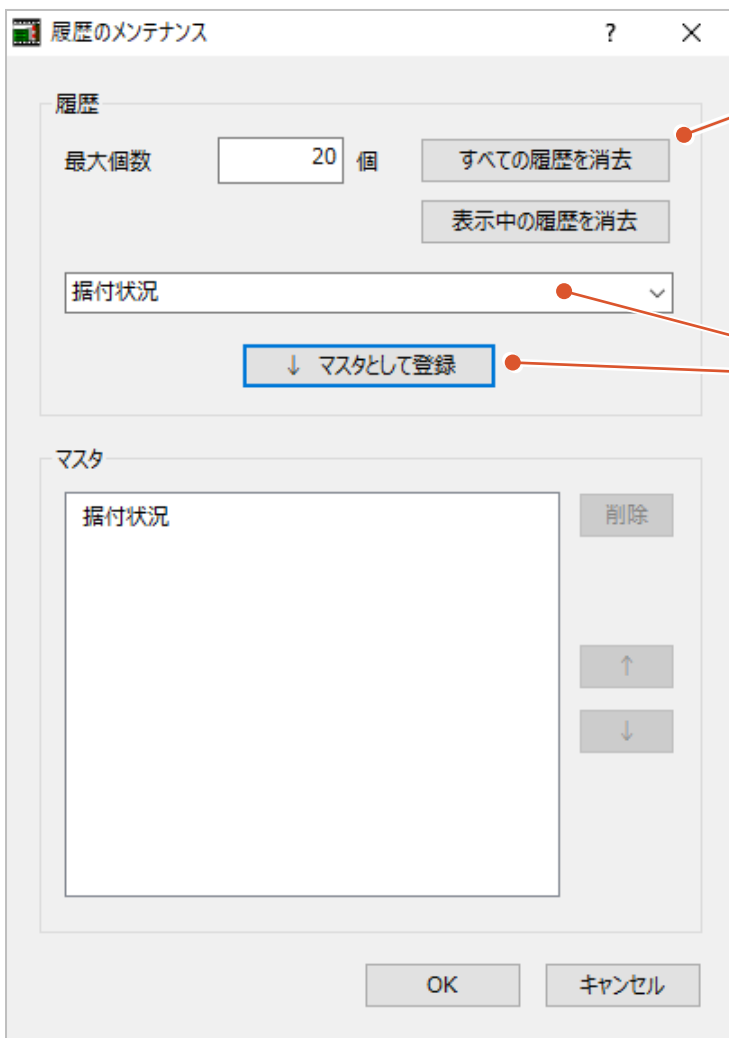 履歴のメンテナンス ?
履歴
最大個数 20 個 すべての履歴を消去
表示中の履歴を消去
据付状況
↓ マスタとして登録
マスタ
据付状況 削除
↑
↓
OK キャンセル